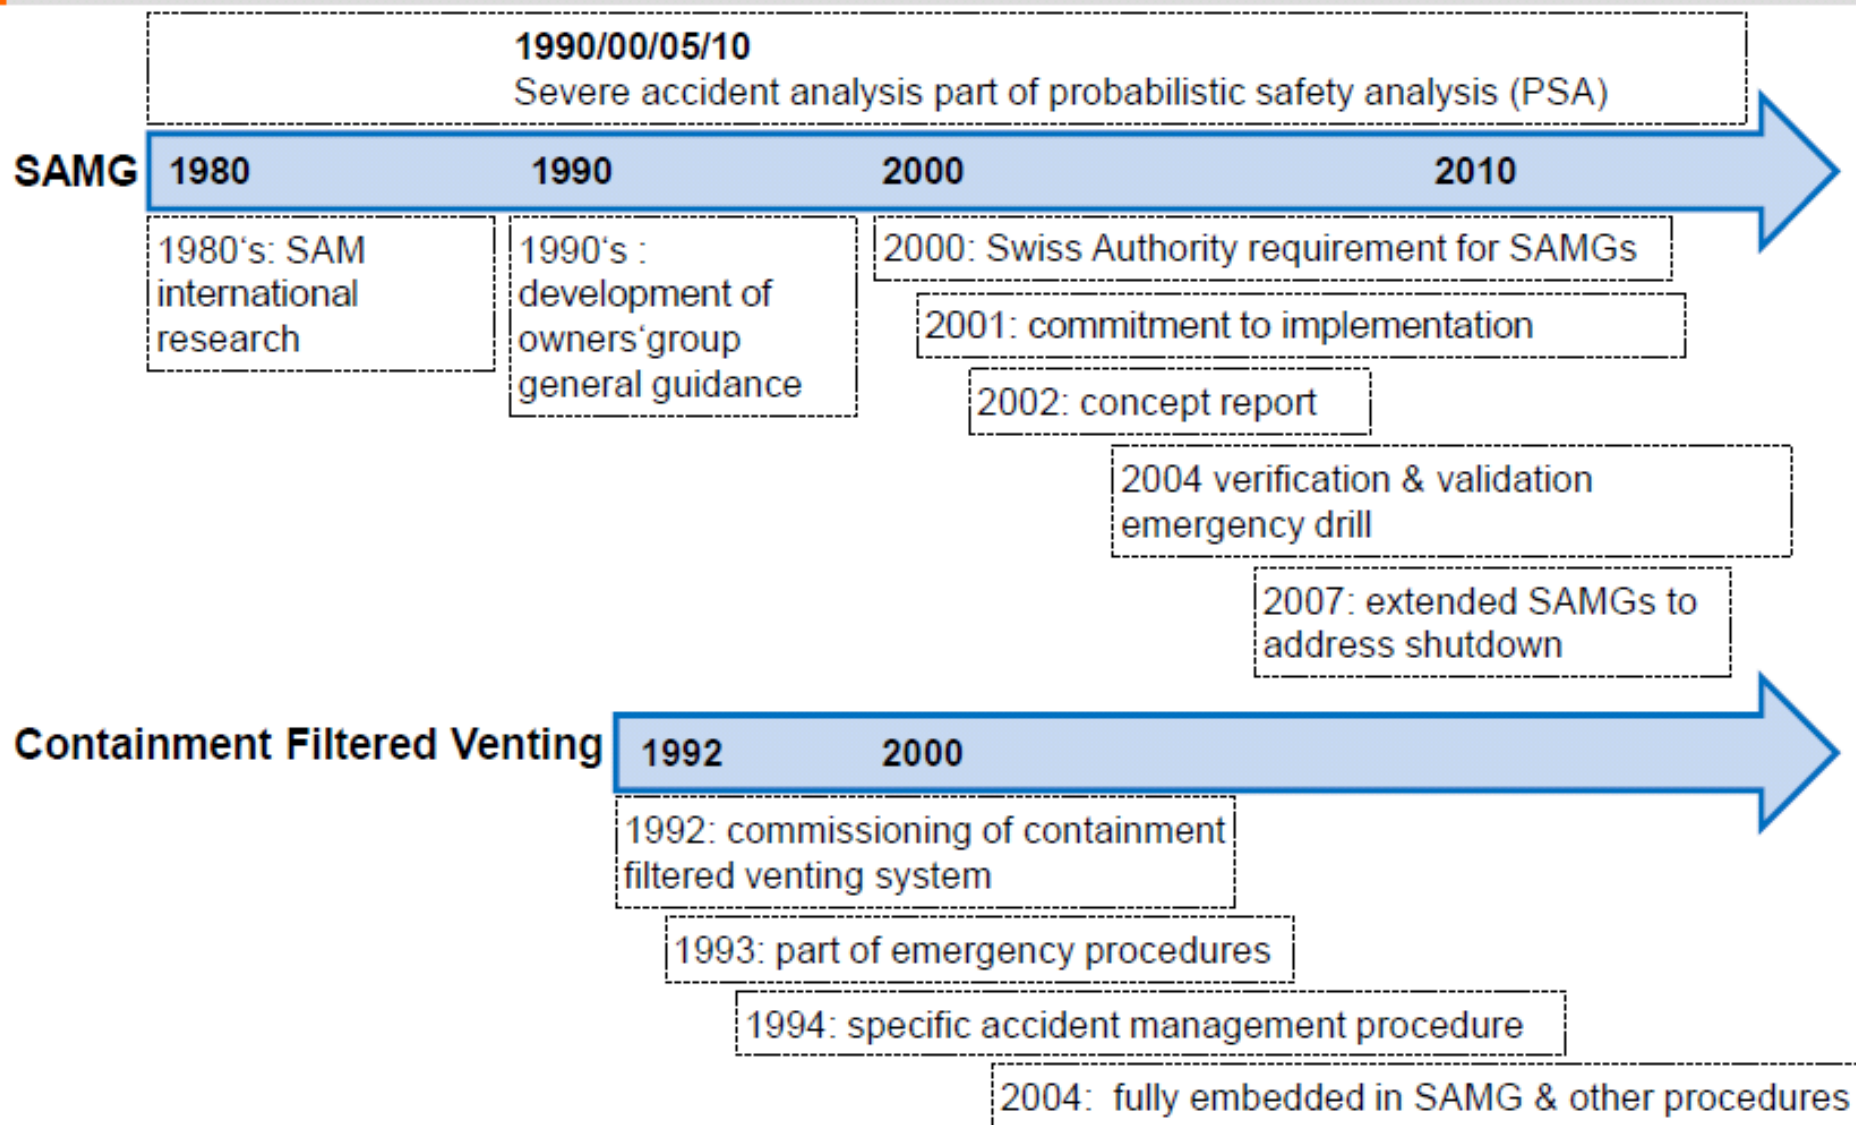 1990/00/05/10
Severe accident analysis part of probabilistic safety analysis (PSA)
SAMG 1980 1990 2000 2010
1980‘s: SAM
international
research
1990‘s :
development of
owners‘group
general guidance
2000: Swiss Authority requirement for SAMGs
2001: commitment to implementation
2002: concept report
2004 verification & validation
emergency drill
2007: extended SAMGs to
address shutdown
Containment Filtered Venting 1992 2000
1992: commissioning of containment
filtered venting system
1993: part of emergency procedures
1994: specific accident management procedure
2004: fully embedded in SAMG & other procedures